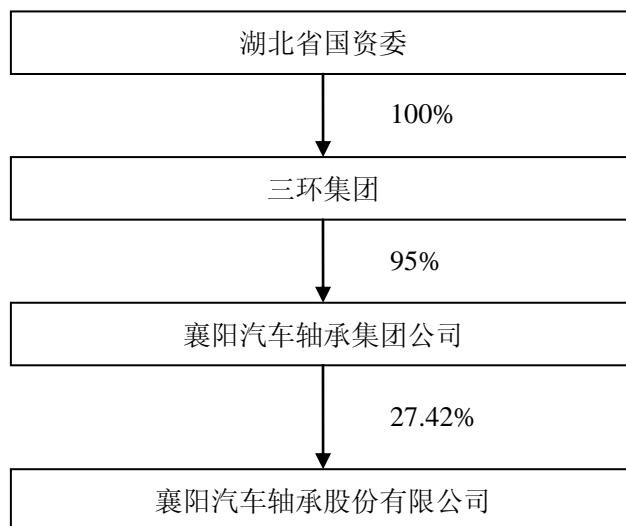 湖北省国资委
100%
三环集团
95%
襄阳汽车轴承集团公司
27.42%
襄阳汽车轴承股份有限公司